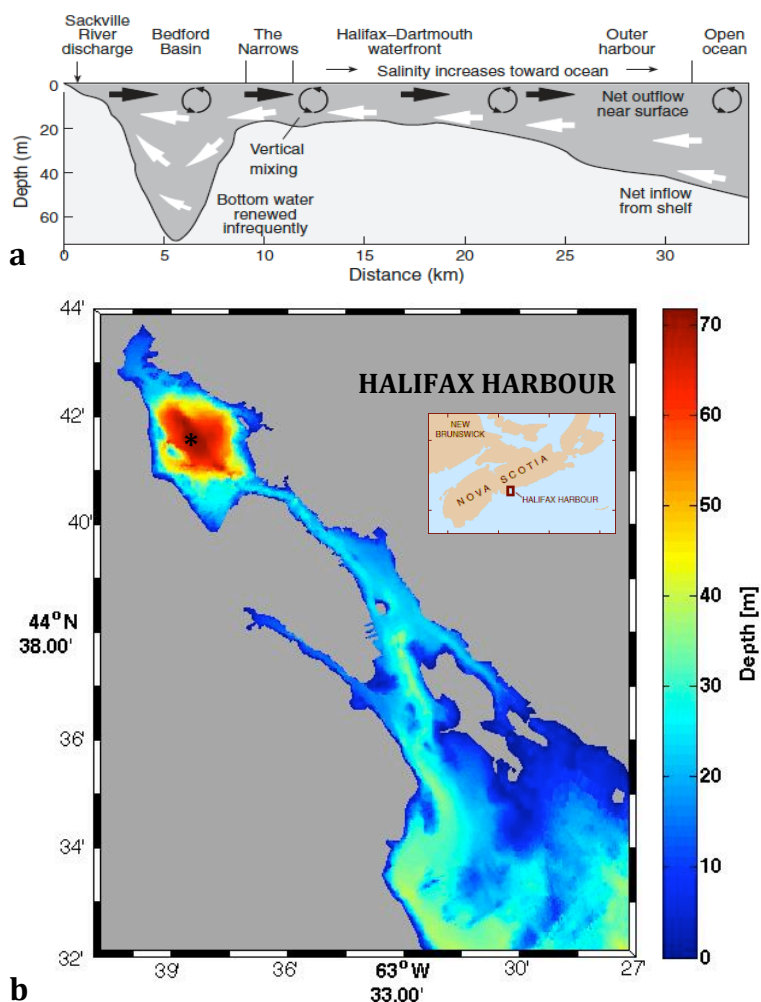 Sackville
River
discharge
Bedford
Basin
The
Narrows
Halifax–Dartmouth
waterfront
Outer
harbour
Open
ocean
Salinity increases toward ocean
0
20
40
60
Depth (m)
Net outflow
near surface
Vertical
mixing
Bottom water
renewed
infrequently
Net inflow
from shelf
0 5 10 15 20 25 30
Distance (km)
a
44'
42'
40'
44°N
38.00'
36'
34'
32'
HALIFAX HARBOUR
NEW
BRUNSWICK
NOVA SCOTIA
HALIFAX HARBOUR
39' 36' 63°W 30' 27'
33.00'
70
60
50
40
30
20
10
0
Depth [m]
*
b